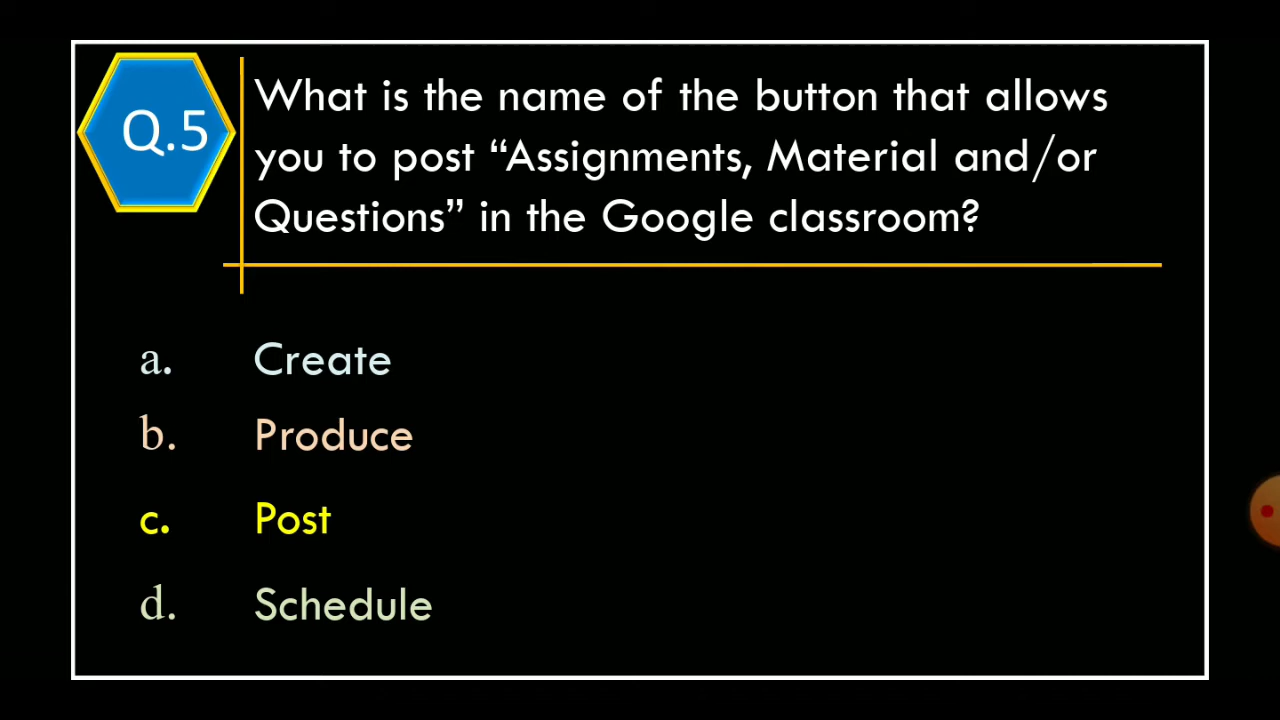 Q.5
What is the name of the button that allows
you to post “Assignments, Material and/or
Questions” in the Google classroom?
a. Create
b. Produce
c. Post
d. Schedule